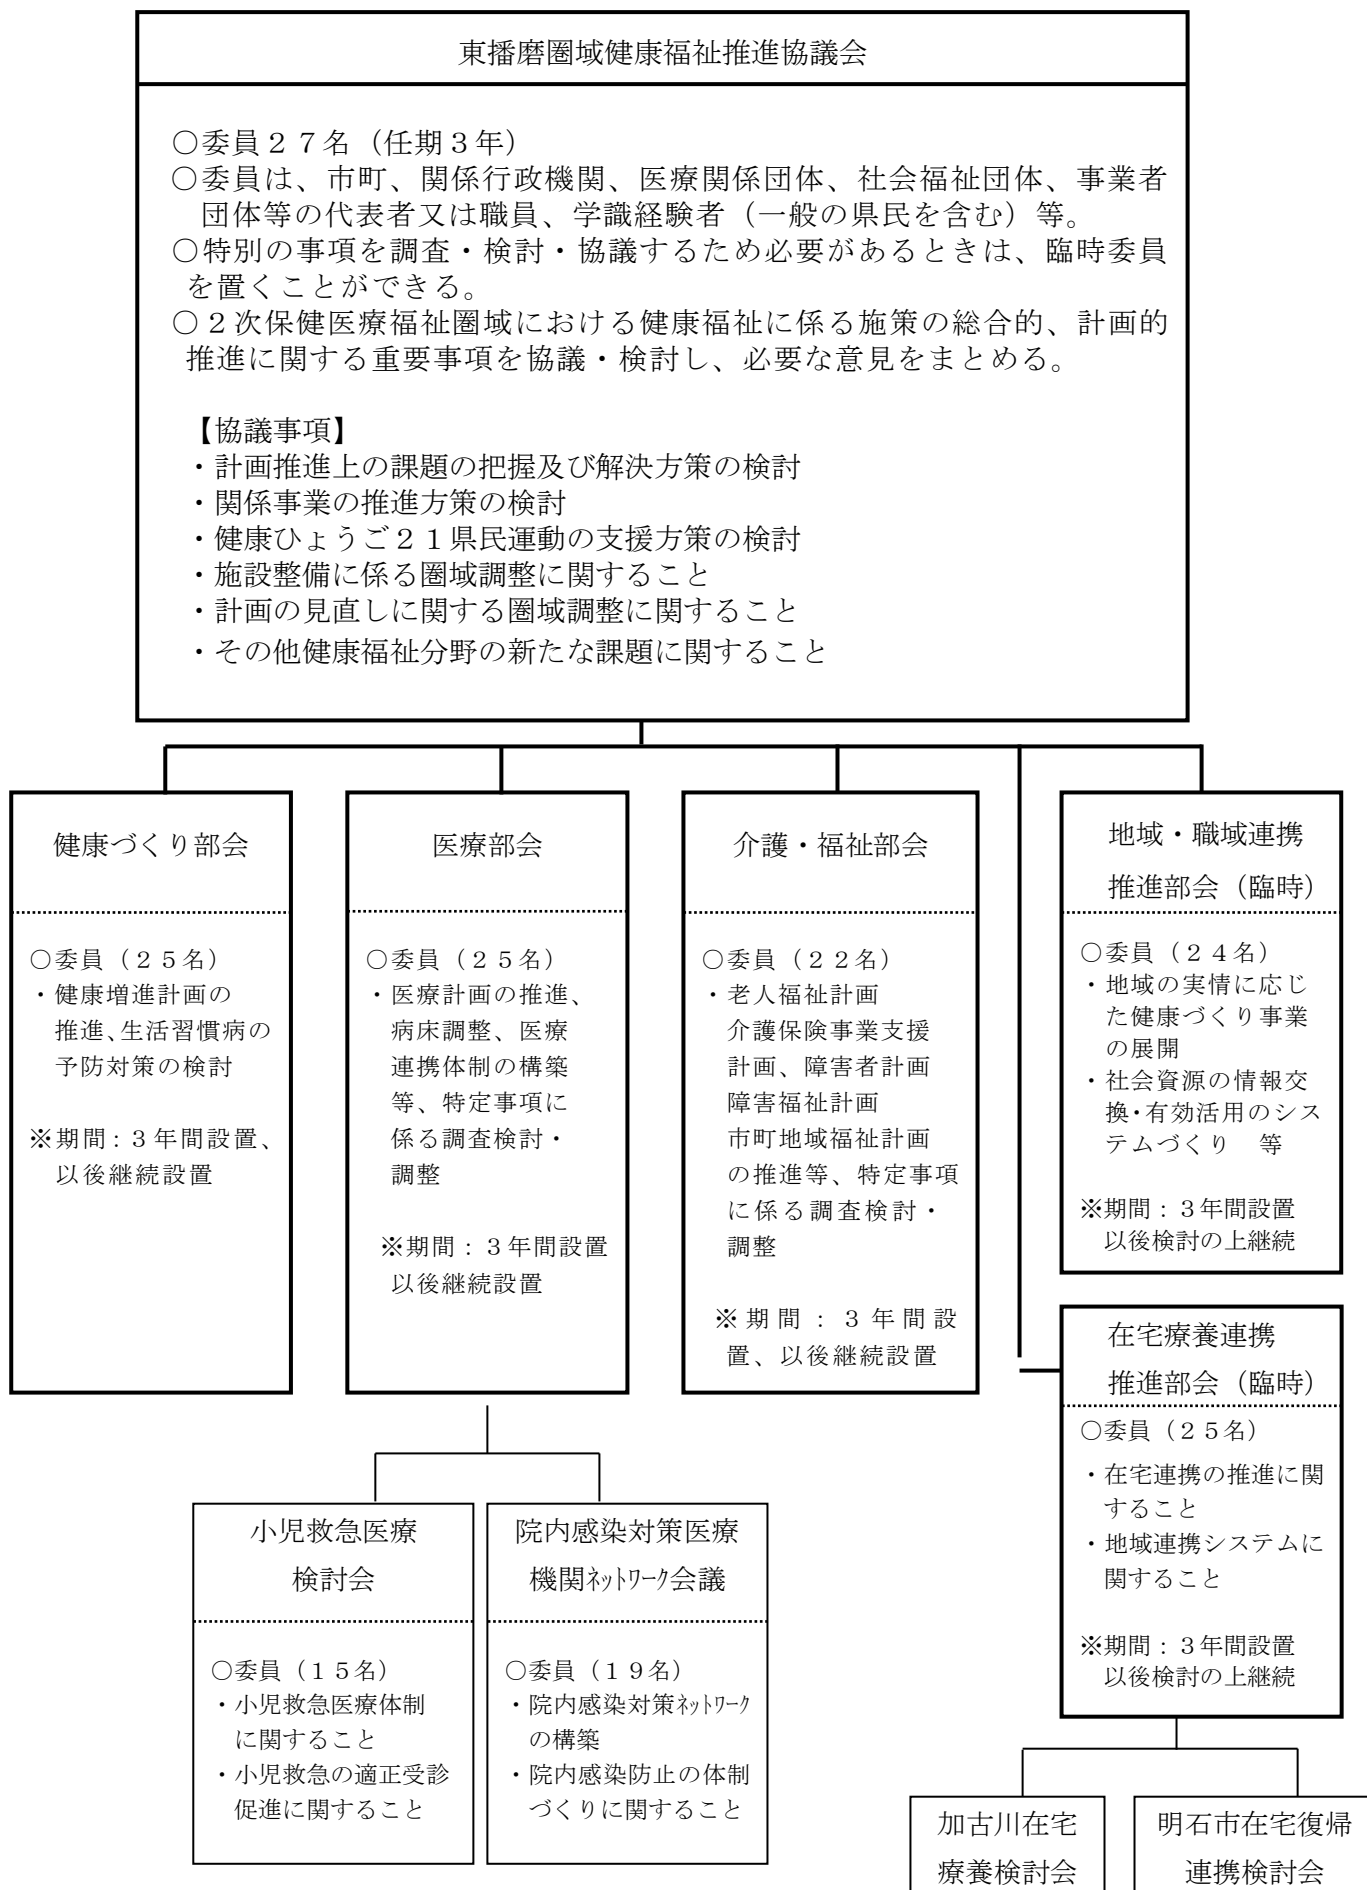 東播磨圏域健康福祉推進協議会
○委員２７名（任期３年）
○委員は、市町、関係行政機関、医療関係団体、社会福祉団体、事業者
団体等の代表者又は職員、学識経験者（一般の県民を含む）等。
○特別の事項を調査・検討・協議するため必要があるときは、臨時委員
を置くことができる。
○２次保健医療福祉圏域における健康福祉に係る施策の総合的、計画的
推進に関する重要事項を協議・検討し、必要な意見をまとめる。
【協議事項】
・計画推進上の課題の把握及び解決方策の検討
・関係事業の推進方策の検討
・健康ひょうご２１県民運動の支援方策の検討
・施設整備に係る圏域調整に関すること
・計画の見直しに関する圏域調整に関すること
・その他健康福祉分野の新たな課題に関すること
健康づくり部会
○委員（２５名）
・健康増進計画の
推進、生活習慣病の
予防対策の検討
※期間：３年間設置、
以後継続設置
医療部会
○委員（２５名）
・医療計画の推進、
病床調整、医療
連携体制の構築
等、特定事項に
係る調査検討・
調整
※期間：３年間設置
以後継続設置
介護・福祉部会
○委員（２２名）
・老人福祉計画
介護保険事業支援
計画、障害者計画
障害福祉計画
市町地域福祉計画
の推進等、特定事項
に係る調査検討・
調整
※期間：３年間設
置、以後継続設置
地域・職域連携
推進部会（臨時）
○委員（２４名）
・地域の実情に応じ
た健康づくり事業
の展開
・社会資源の情報交
換・有効活用のシス
テムづくり　等
※期間：３年間設置
以後検討の上継続
在宅療養連携
推進部会（臨時）
○委員（２５名）
・在宅連携の推進に関
すること
・地域連携システムに
関すること
※期間：３年間設置
以後検討の上継続
小児救急医療
検討会
○委員（１５名）
・小児救急医療体制
に関すること
・小児救急の適正受診
促進に関すること
院内感染対策医療
機関ﾈｯﾄﾜｰｸ会議
○委員（１９名）
・院内感染対策ﾈｯﾄﾜｰｸ
の構築
・院内感染防止の体制
づくりに関すること
加古川在宅
療養検討会
明石市在宅復帰
連携検討会